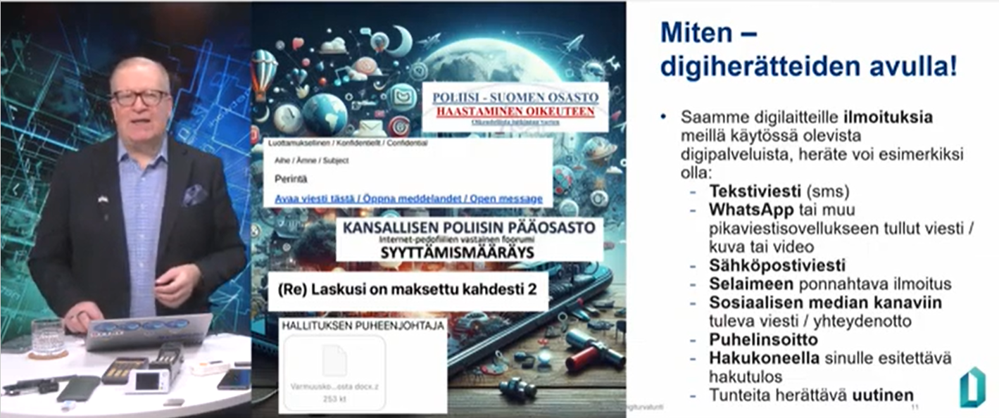 POLIISI - SUOMEN OSASTO
HAASTAMINEN OIKEUTEEN
Luottamuksellinen / Konfidentiellt / Confidential
Aihe / Ämne / Subject
Perintä
Avaa viesti tästä / Öppna meddelandet / Open message
KANSALLISEN POLIISIN PÄÄOSASTO
Internet-pedofiilien vastainen foorumi
SYYTTÄMISMÄÄRÄYS
(Re) Laskusi on maksettu kahdesti 2
HALLITUKSEN PUHEENJOHTAJA
Varmuusko...osta docx.z
253 kt
Miten –
digiherätteiden avulla!
• Saamme digilaitteille ilmoituksia
meillä käytössä olevista
digipalveluista, heräte voi esimerkiksi
olla:
- Tekstiviesti (sms)
- WhatsApp tai muu
pikaviestisovellukseen tullut viesti /
kuva tai video
- Sähköpostiviesti
- Selaimeen ponnahtava ilmoitus
- Sosiaalisen median kanaviin
tuleva viesti / yhteydenotto
- Puhelinsoitto
- Hakukoneella sinulle esitettävä
hakutulos
- Tunteita herättävä uutinen
11